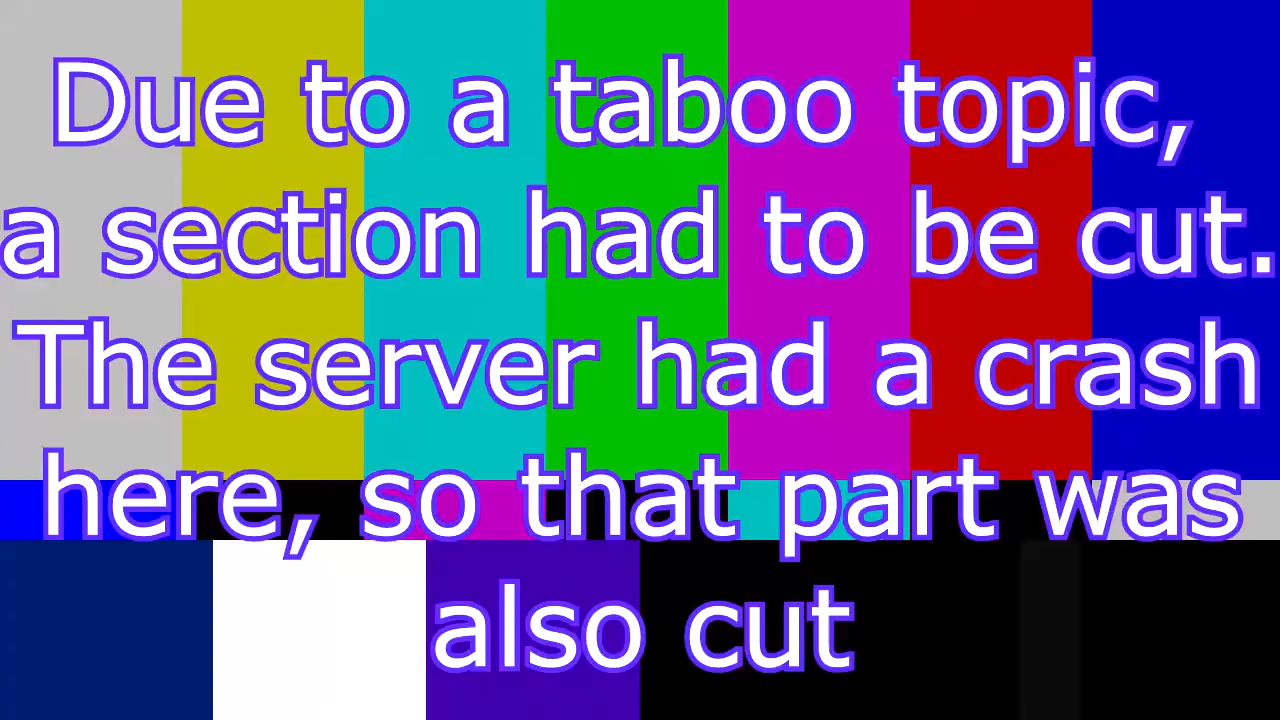 Due to a taboo topic,
a section had to be cut.
The server had a crash
here, so that part was
also cut